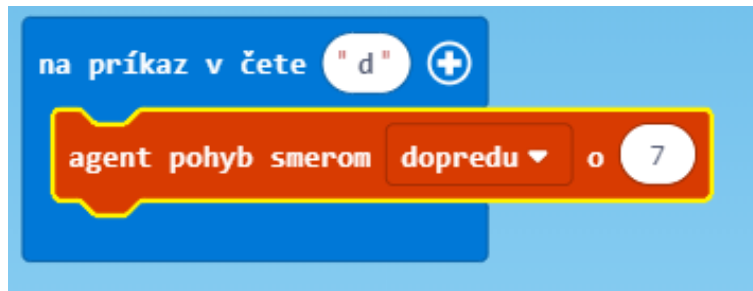 na príkaz v čete "d"
agent pohyb smerom dopredu o 7